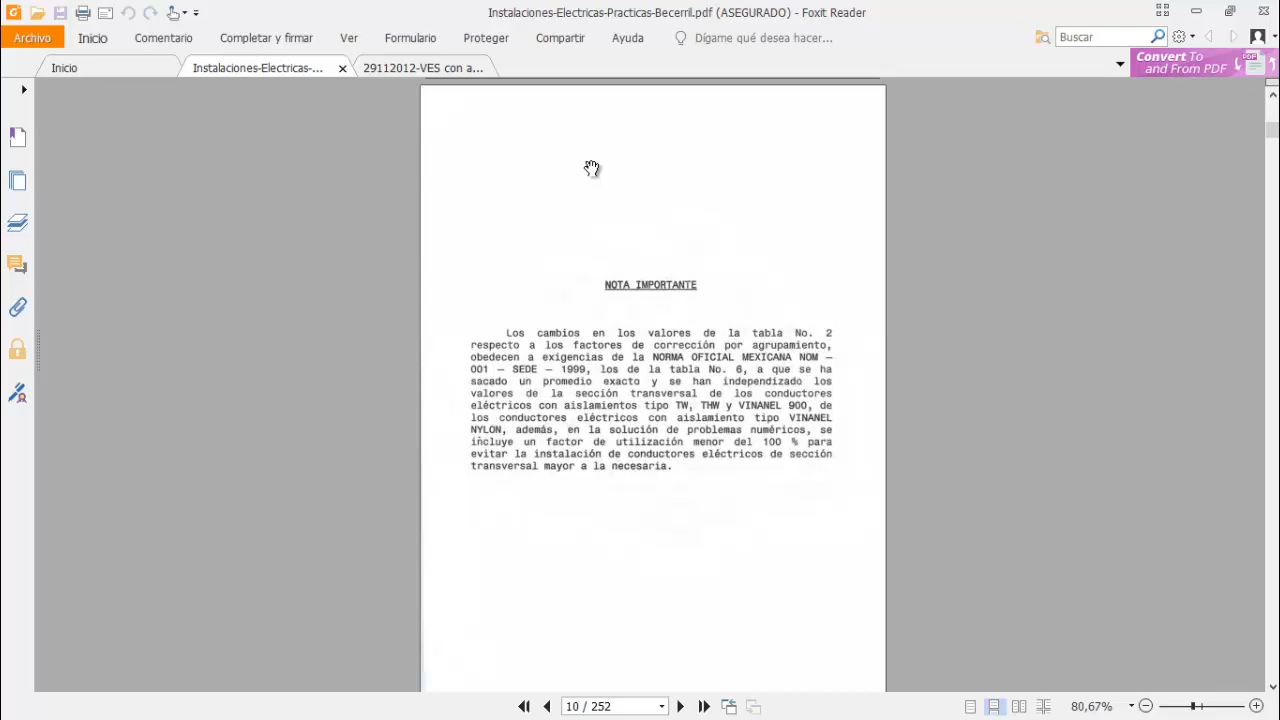 Instalaciones-Electricas-Practicas-Becerril.pdf (ASEGURADO) - Foxit Reader
Archivo Inicio Comentario Completar y firmar Ver Formulario Proteger Compartir Ayuda Dígame qué desea hacer... Buscar
Inicio Instalaciones-Electricas-... 29112012-VES con a...
Convert To
and From PDF
PDF
NOTA IMPORTANTE
Los cambios en los valores de la tabla No. 2
respecto a los factores de corrección por agrupamiento,
obedecen a exigencias de la NORMA OFICIAL MEXICANA NOM —
001 — SEDE — 1999, los de la tabla No. 6, a que se ha
sacado un promedio exacto y se han independizado los
valores de la sección transversal de los conductores
eléctricos con aislamientos tipo TW, THW y VINANEL 900, de
los conductores eléctricos con aislamiento tipo VINANEL
NYLON, además, en la solución de problemas numéricos, se
incluye un factor de utilización menor del 100 % para
evitar la instalación de conductores eléctricos de sección
transversal mayor a la necesaria.
10 / 252
80,67%